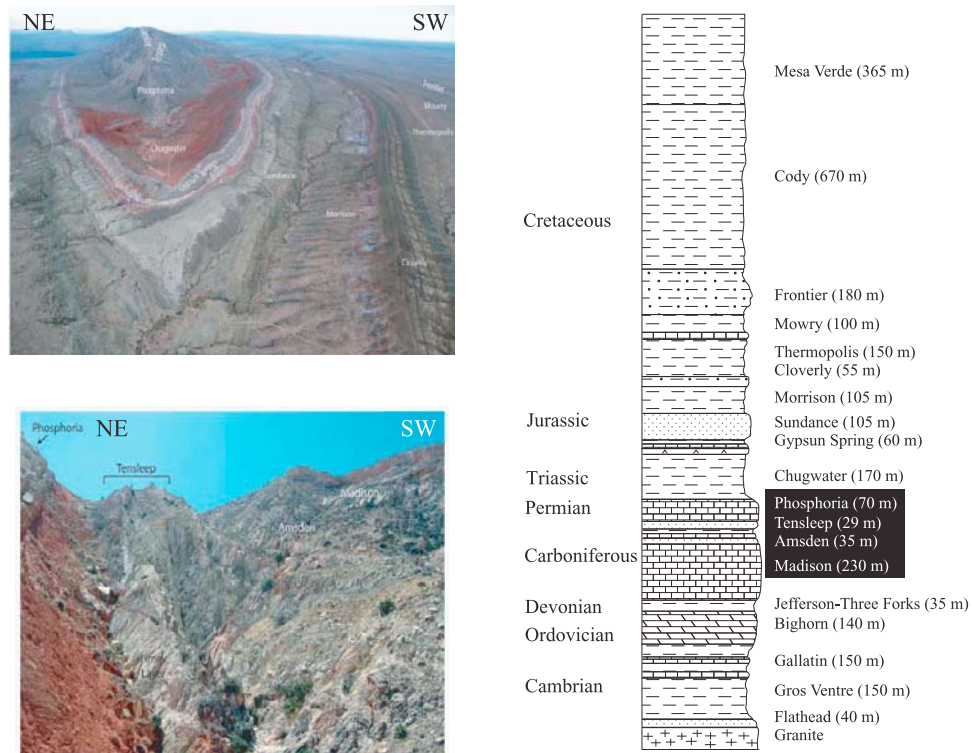 NE
SW
Phosphoria
Chugwater
Sundance
Morrison
Cloverly
Frontier
Mowry
Thermopolis
Phosphoria
NE
SW
Tensleep
Madison
Amsden
Cretaceous
Jurassic
Triassic
Permian
Carboniferous
Devonian
Ordovician
Cambrian
Mesa Verde (365 m)
Cody (670 m)
Frontier (180 m)
Mowry (100 m)
Thermopolis (150 m)
Cloverly (55 m)
Morrison (105 m)
Sundance (105 m)
Gypsun Spring (60 m)
Chugwater (170 m)
Phosphoria (70 m)
Tensleep (29 m)
Amsden (35 m)
Madison (230 m)
Jefferson-Three Forks (35 m)
Bighorn (140 m)
Gallatin (150 m)
Gros Ventre (150 m)
Flathead (40 m)
Granite